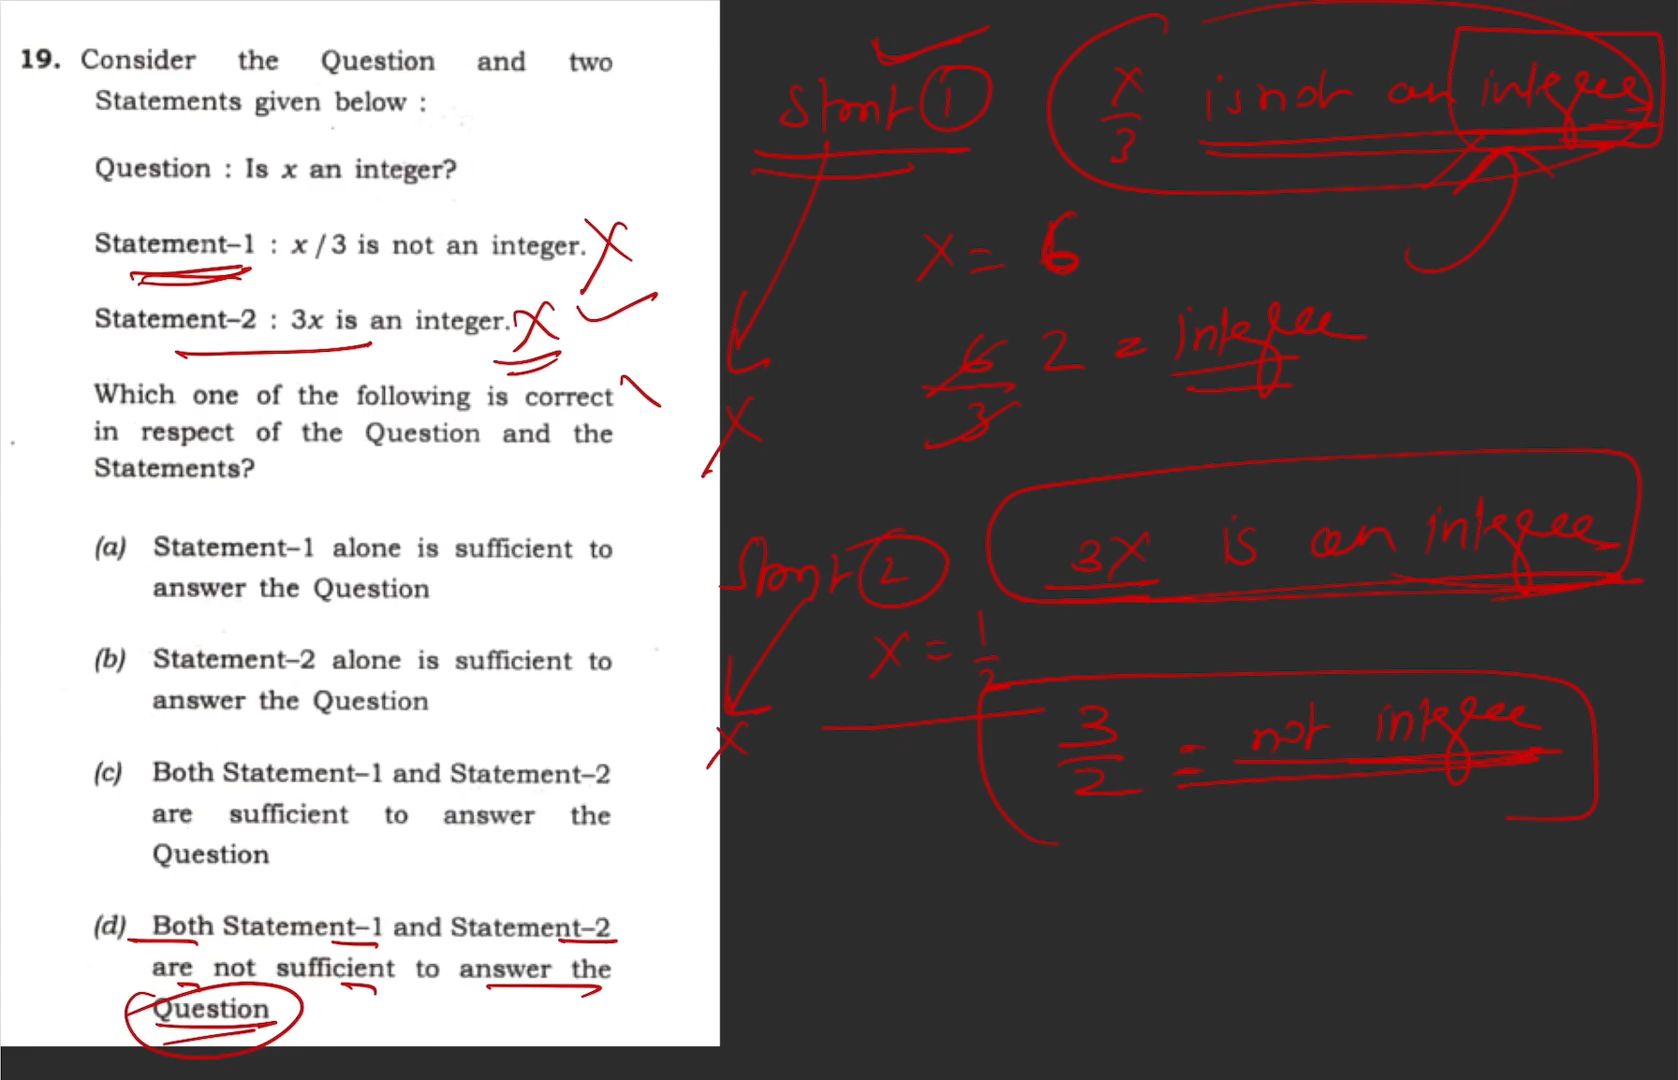 19. Consider the Question and two
Statements given below :
Question : Is x an integer?
Statement–1 : x / 3 is not an integer.
Statement–2 : 3x is an integer.
Which one of the following is correct
in respect of the Question and the
Statements?
(a) Statement–1 alone is sufficient to
answer the Question
(b) Statement–2 alone is sufficient to
answer the Question
(c) Both Statement–1 and Statement–2
are sufficient to answer the
Question
(d) Both Statement–1 and Statement–2
are not sufficient to answer the
Question
Stmt ① x/3 is not an integer
x = 6
6/3 2 = integer
Stmt ② 3x is an integer
x = 1/2
3/2 = not integer